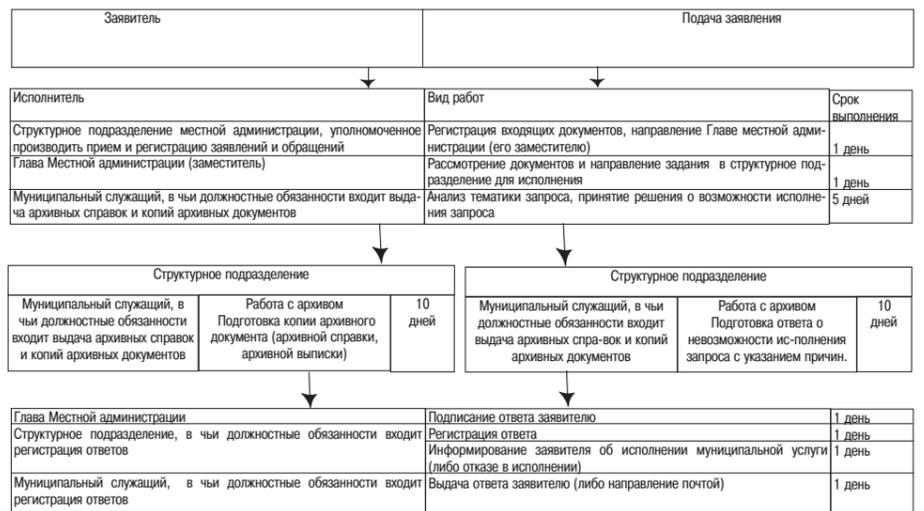 Заявитель
Подача заявления
Исполнитель
Вид работ
Срок
выполнения
Структурное подразделение местной администрации, уполномоченное
производить прием и регистрацию заявлений и обращений
Регистрация входящих документов, направление Главе местной адми-
нистрации (его заместителю)
1 день
Глава Местной администрации (заместитель)
Рассмотрение документов и направление задания в структурное под-
разделение для исполнения
1 день
Муниципальный служащий, в чьи должностные обязанности входит выда-
ча архивных справок и копий архивных документов
Анализ тематики запроса, принятие решения о возможности исполне-
ния запроса
5 дней
Структурное подразделение
Муниципальный служащий, в
чьи должностные обязанности
входит выдача архивных справок
и копий архивных документов
Работа с архивом
Подготовка копии архивного
документа (архивной справки,
архивной выписки)
10
дней
Структурное подразделение
Муниципальный служащий, в чьи
должностные обязанности входит
выдача архивных спра-вок и копий
архивных документов
Работа с архивом
Подготовка ответа о
невозможности ис-полнения
запроса с указанием причин.
10
дней
Глава Местной администрации
Подписание ответа заявителю
1 день
Структурное подразделение, в чьи должностные обязанности входит
регистрация ответов
Регистрация ответа
1 день
Информирование заявителя об исполнении муниципальной услуги
(либо отказе в исполнении)
1 день
Муниципальный служащий, в чьи должностные обязанности входит
регистрация ответов
Выдача ответа заявителю (либо направление почтой)
1 день